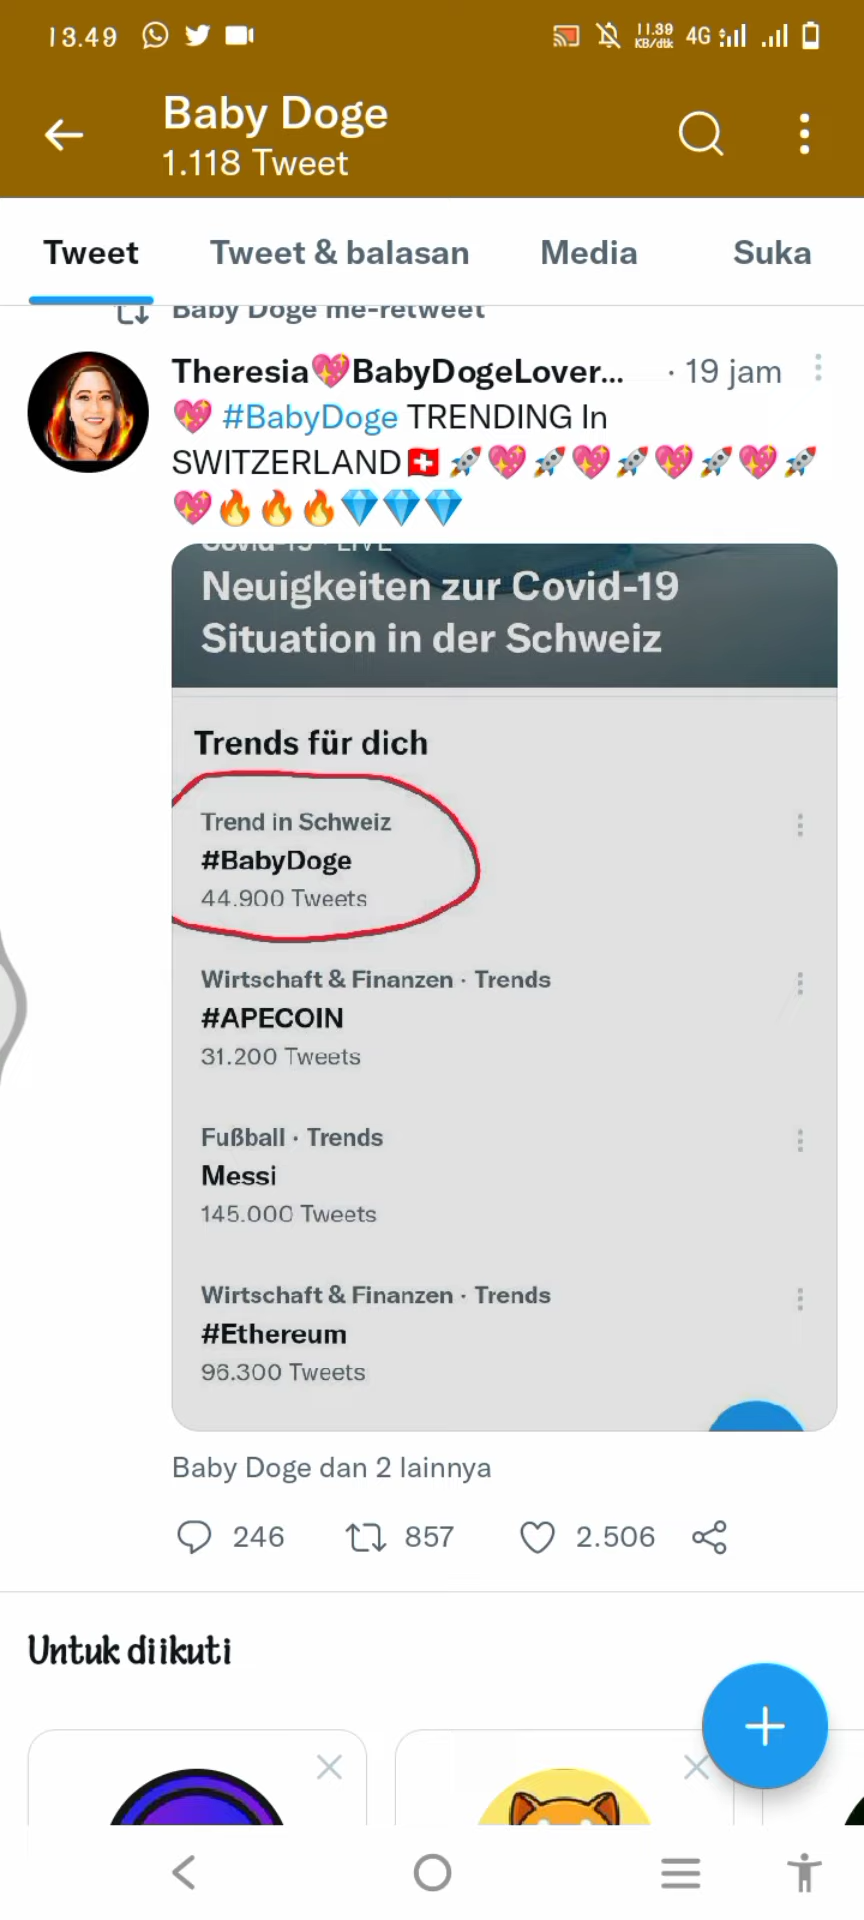 13.49
11.39
KB/dtk
4G
Baby Doge
1.118 Tweet
Tweet
Tweet & balasan
Media
Suka
Baby Doge me-retweet
Theresia💖BabyDogeLover... · 19 jam
💖 #BabyDoge TRENDING In
SWITZERLAND🇨🇭🚀💖🚀💖🚀💖🚀💖🚀
💖🔥🔥🔥💎💎💎
Covid-19 · LIVE
Neuigkeiten zur Covid-19
Situation in der Schweiz
Trends für dich
Trend in Schweiz
#BabyDoge
44.900 Tweets
Wirtschaft & Finanzen · Trends
#APECOIN
31.200 Tweets
Fußball · Trends
Messi
145.000 Tweets
Wirtschaft & Finanzen · Trends
#Ethereum
96.300 Tweets
Baby Doge dan 2 lainnya
246
857
2.506
Untuk diikuti